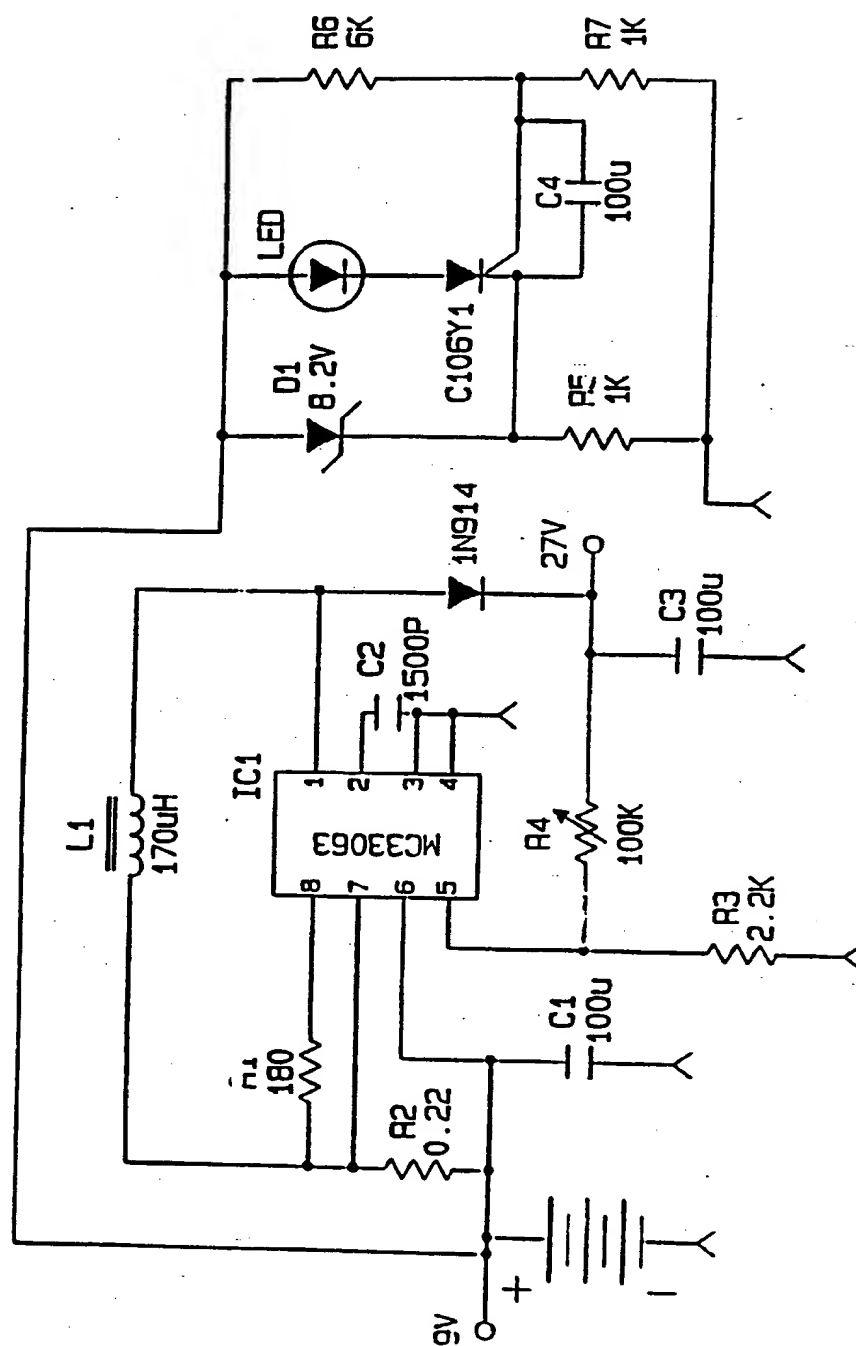 L1
170uH
R1
180
IC1
MC33063
8
7
6
5
1
2
3
4
C2
1500P
1N914
27V
R2
0.22
C1
100u
R4
100K
R3
2.2K
C3
100u
9V
+
−
D1
8.2V
LED
C106Y1
R5
1K
C4
100u
R6
6K
R7
1K